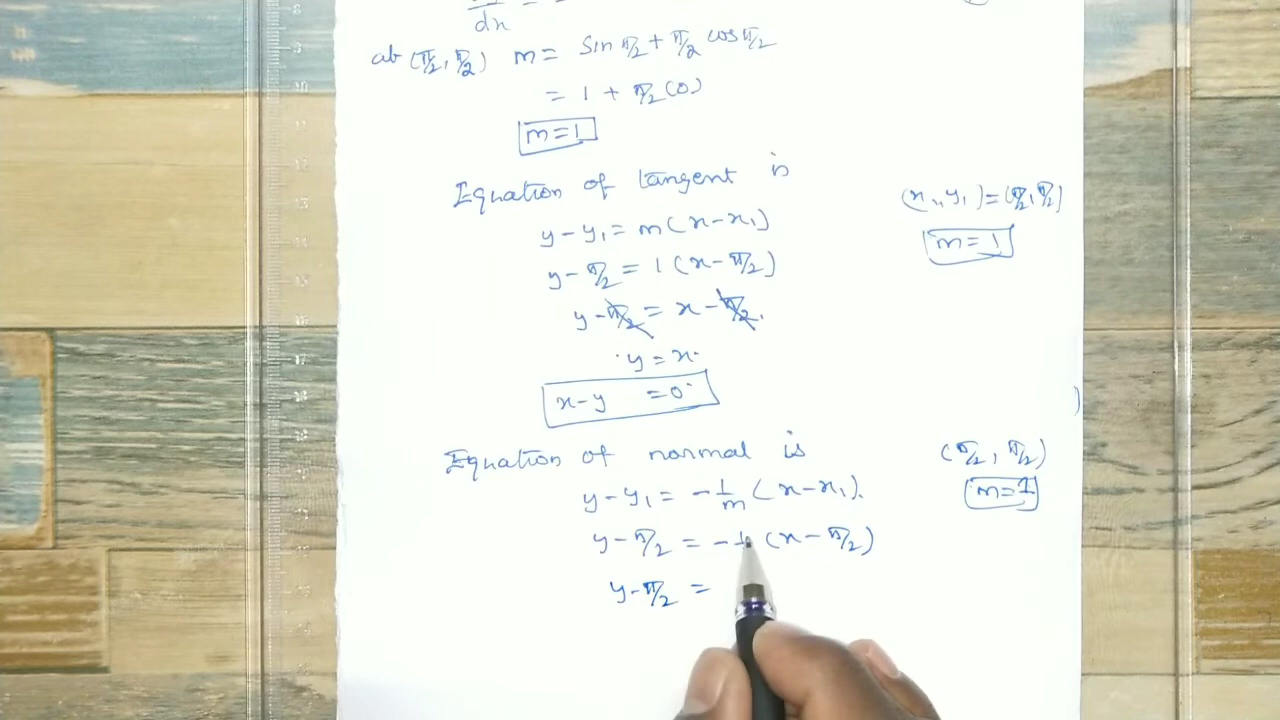 dx =
at (π/2, π/2) m = sin π/2 + π/2 cos π/2
= 1 + π/2 (0)
m = 1
Equation of tangent is
(x1, y1) = (π/2, π/2)
y - y1 = m(x - x1)
m = 1
y - π/2 = 1(x - π/2)
y - π/2 = x - π/2.
y = x
x - y = 0
Equation of normal is
(π/2, π/2)
y - y1 = -1/m (x - x1).
m = 1
y - π/2 = -1 (x - π/2)
y - π/2 =